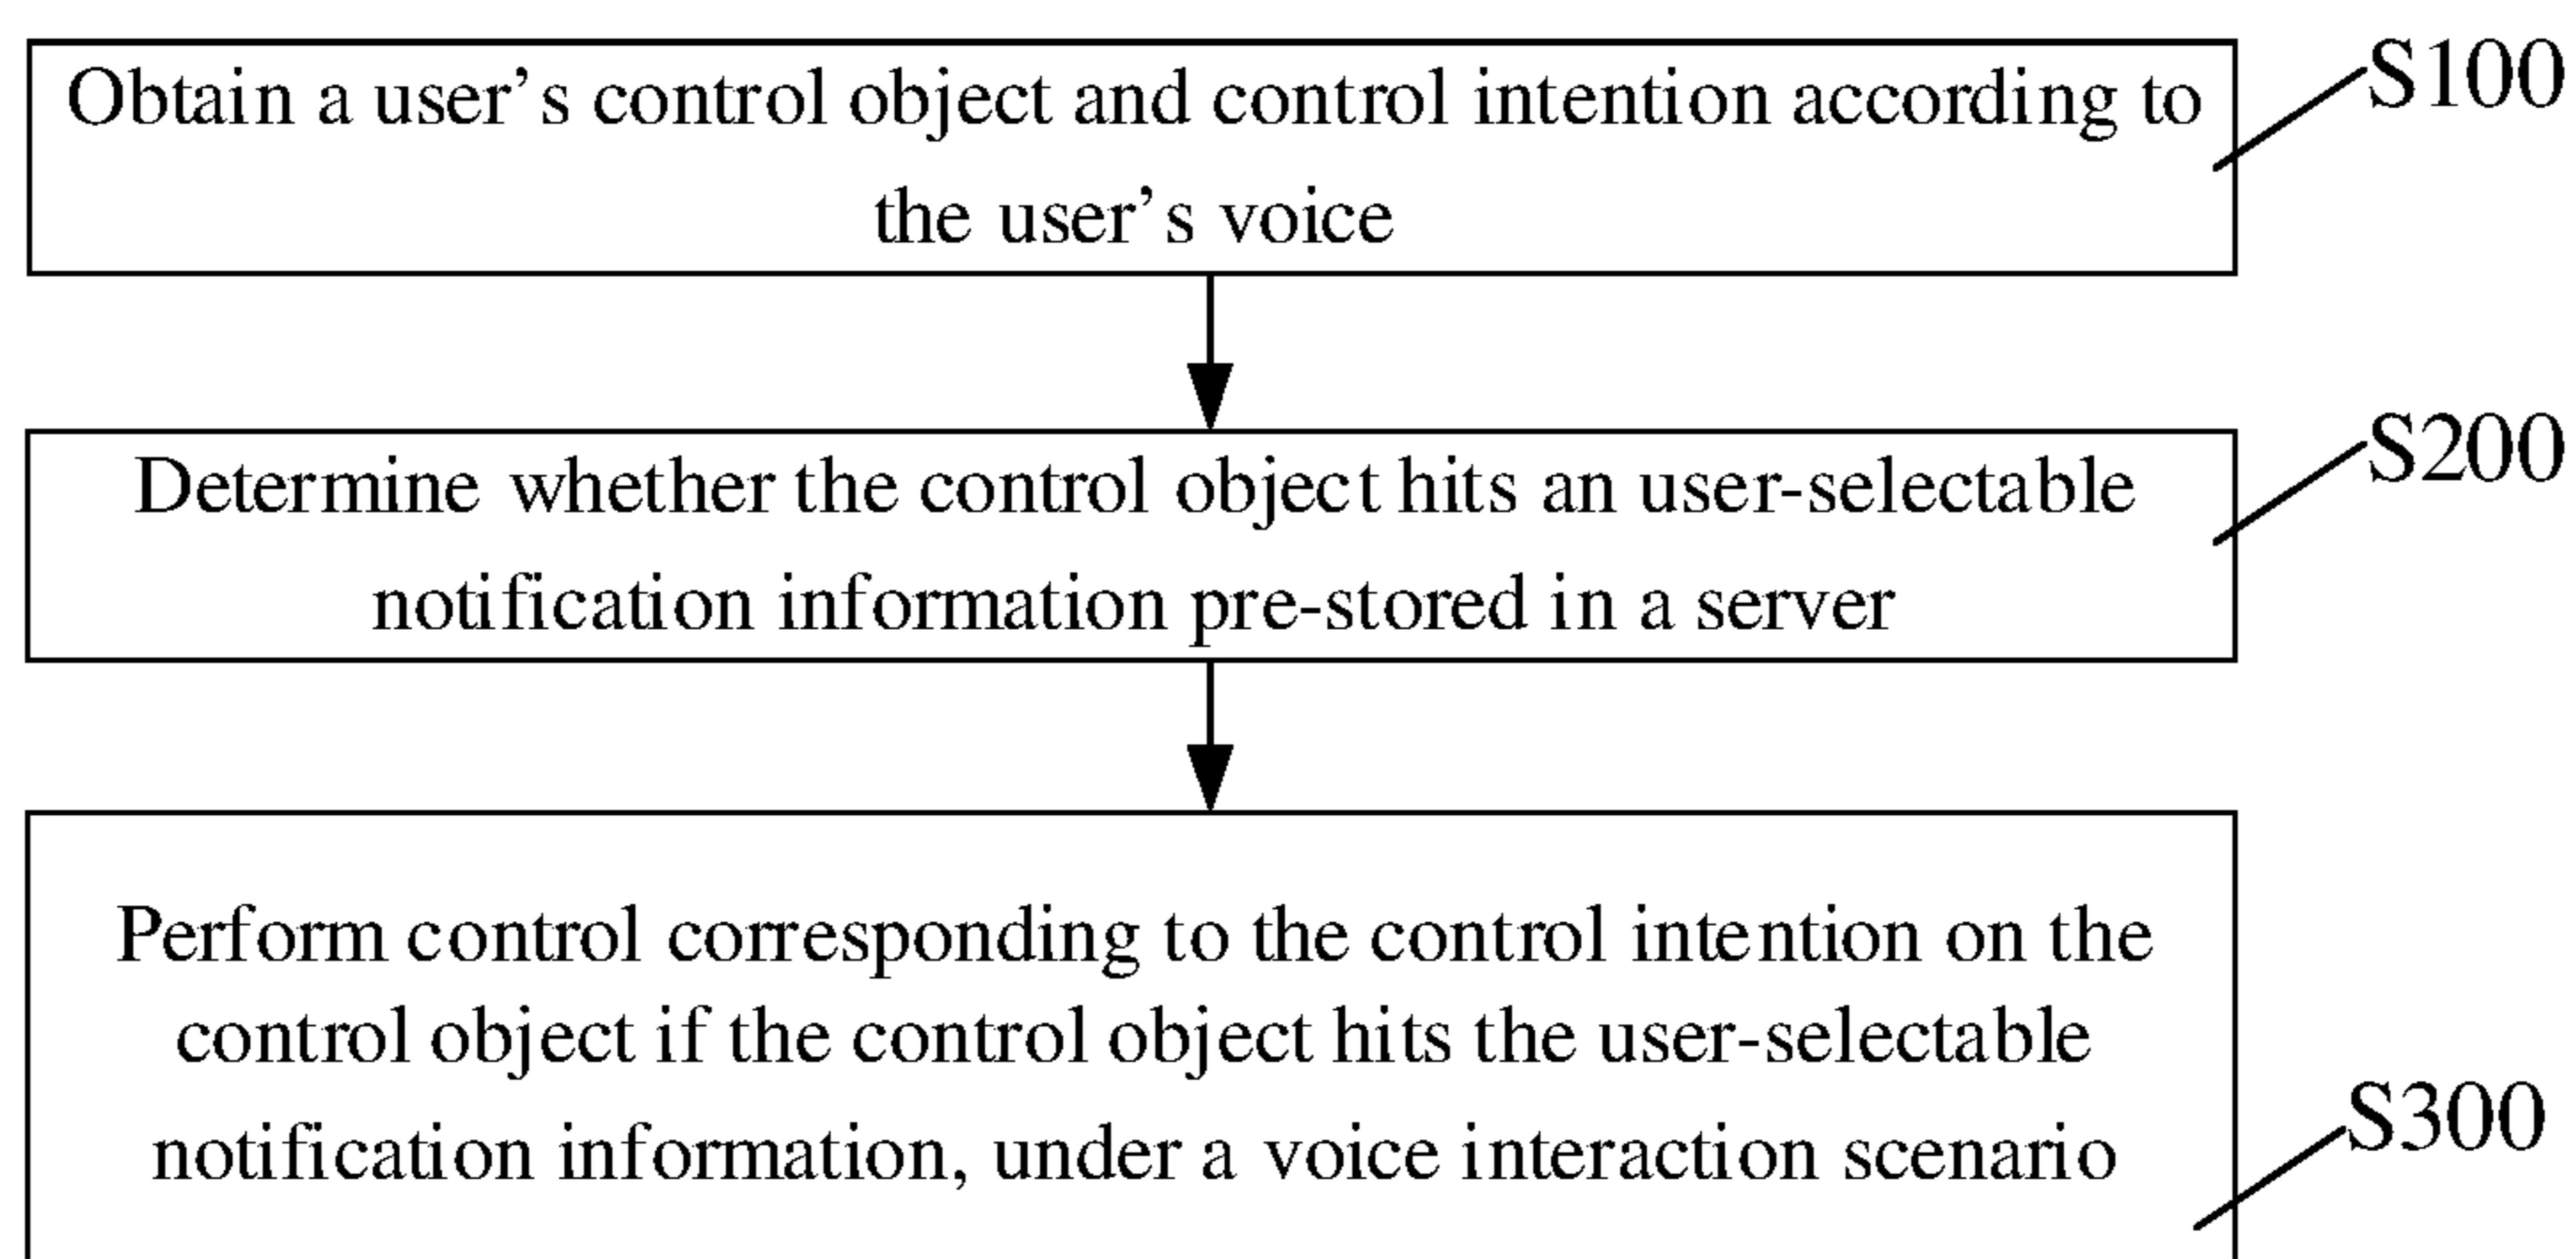 Obtain a user’s control object and control intention according to
the user’s voice
S100
Determine whether the control object hits an user-selectable
notification information pre-stored in a server
S200
Perform control corresponding to the control intention on the
control object if the control object hits the user-selectable
notification information, under a voice interaction scenario
S300